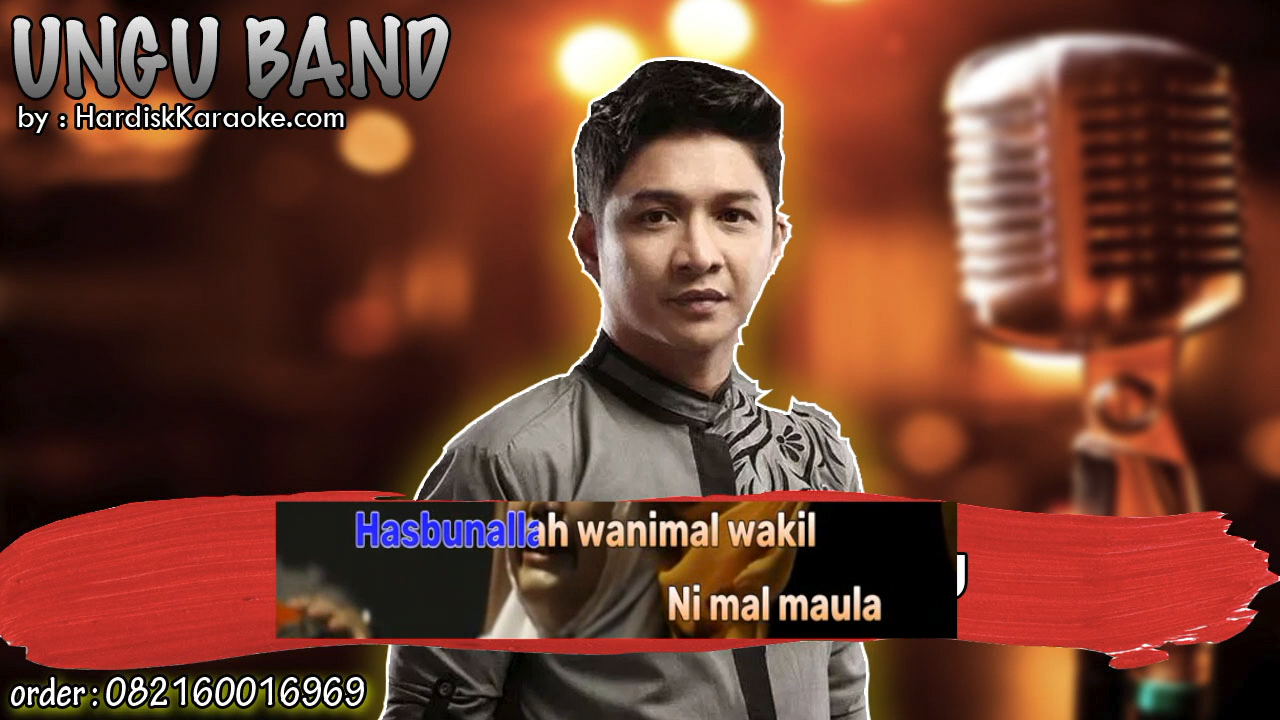 UNGU BAND
by : HardiskKaraoke.com
Hasbunallah wanimal wakil
Ni mal maula
order : 082160016969